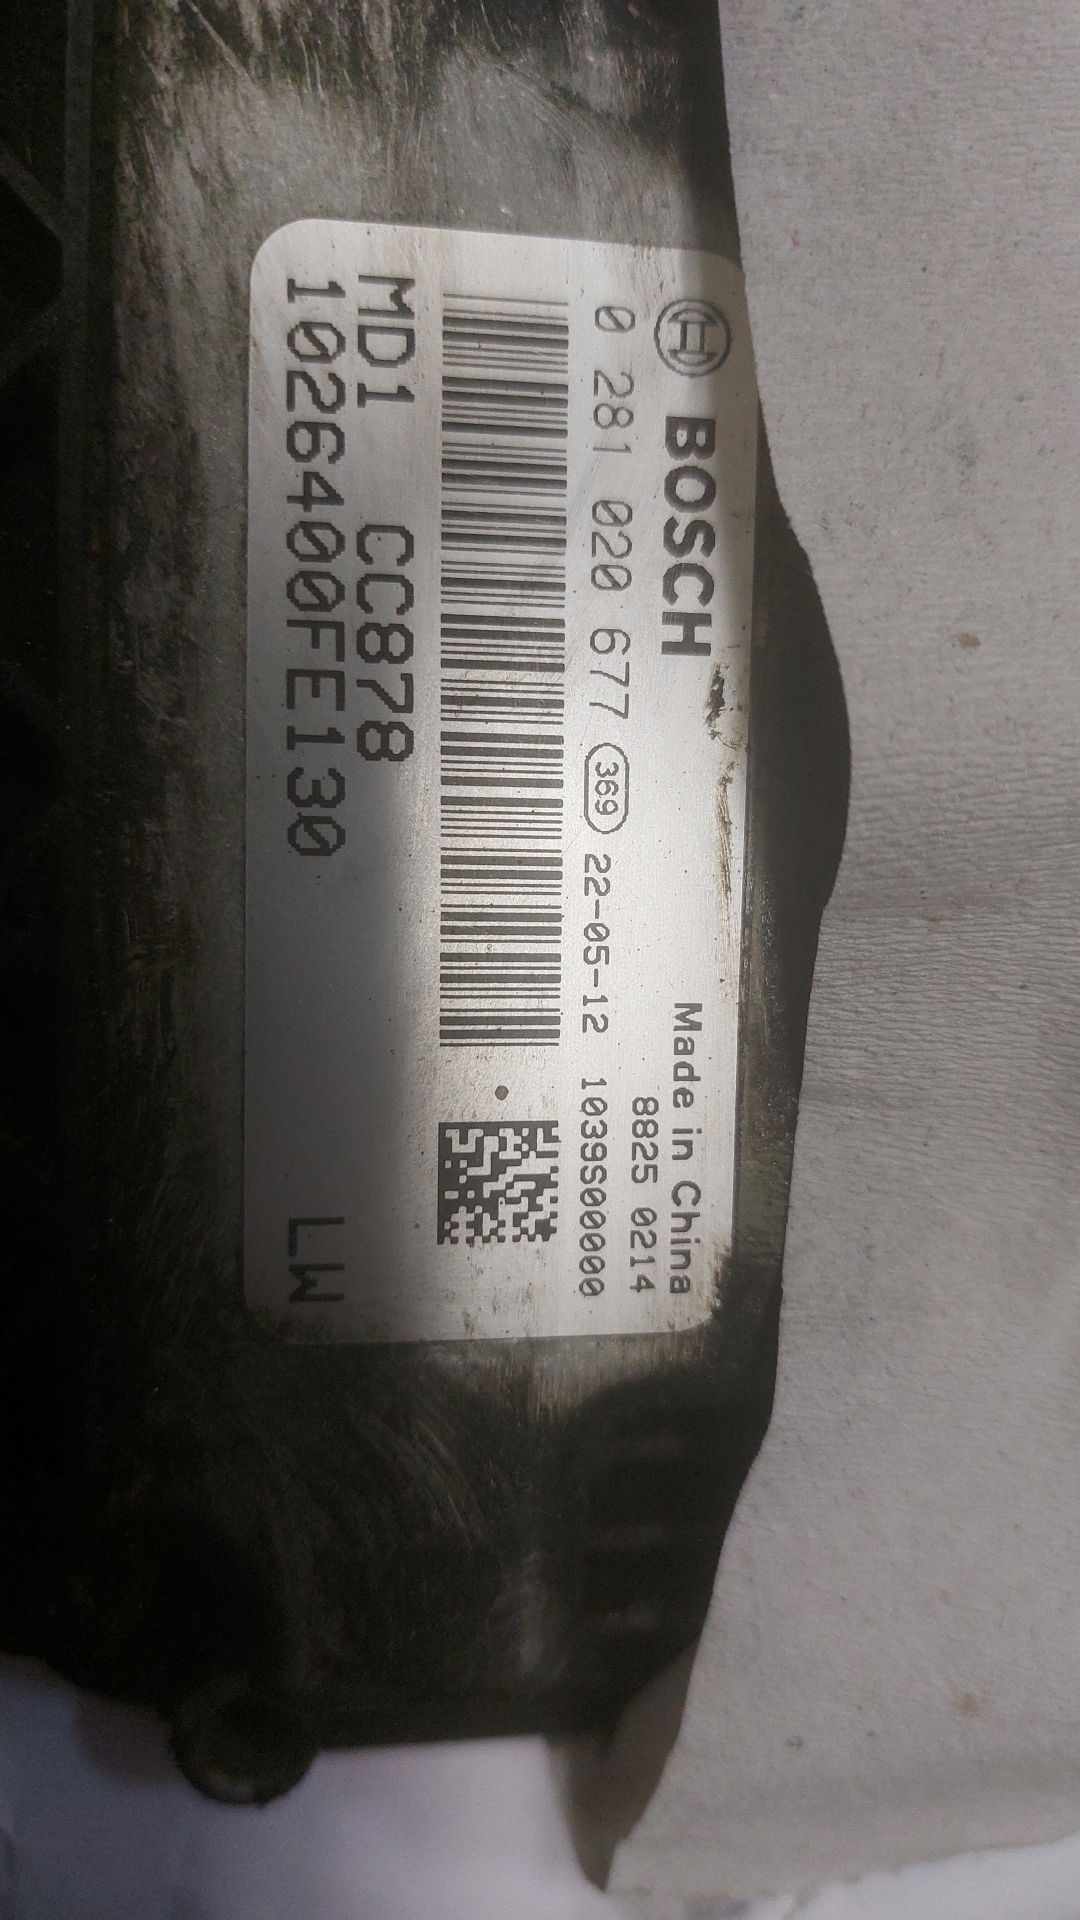 BOSCH
Made in China
8825 0214
0 281 020 677 369 22-05-12 1039S00000
MD1 CC878
1026400FE130 LW